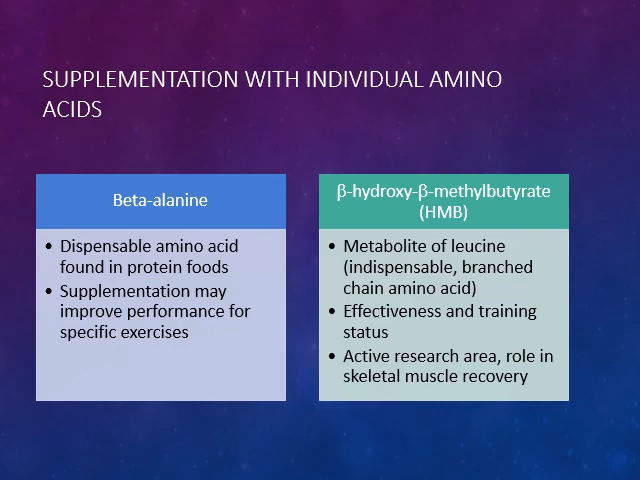 SUPPLEMENTATION WITH INDIVIDUAL AMINO
ACIDS
Beta-alanine
• Dispensable amino acid
found in protein foods
• Supplementation may
improve performance for
specific exercises
β-hydroxy-β-methylbutyrate
(HMB)
• Metabolite of leucine
(indispensable, branched
chain amino acid)
• Effectiveness and training
status
• Active research area, role in
skeletal muscle recovery